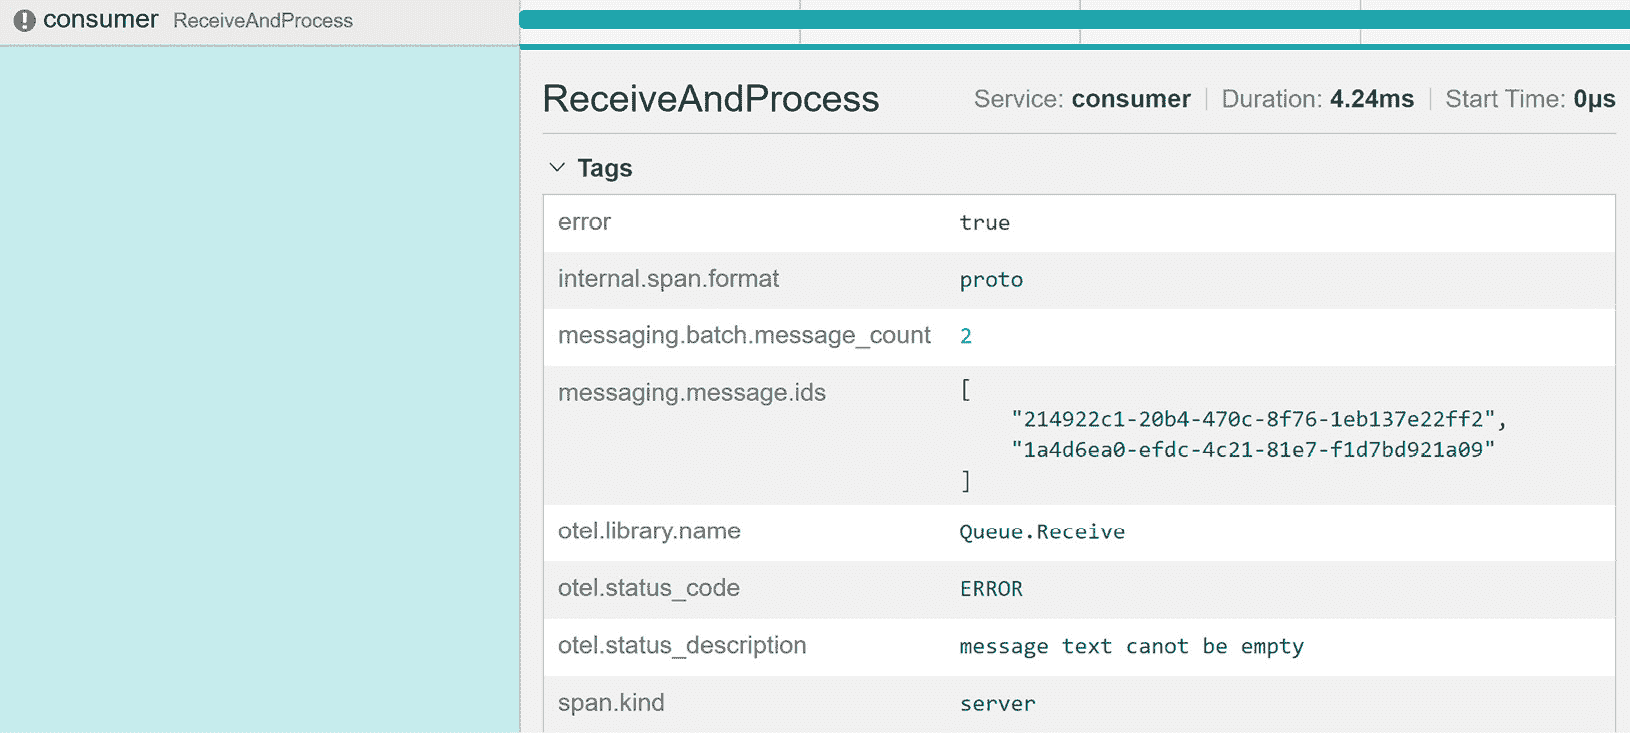 consumer ReceiveAndProcess
ReceiveAndProcess Service: consumer Duration: 4.24ms Start Time: 0μs
Tags
error true
internal.span.format proto
messaging.batch.message_count 2
messaging.message.ids [
"214922c1-20b4-470c-8f76-1eb137e22ff2",
"1a4d6ea0-efdc-4c21-81e7-f1d7bd921a09"
]
otel.library.name Queue.Receive
otel.status_code ERROR
otel.status_description message text canot be empty
span.kind server